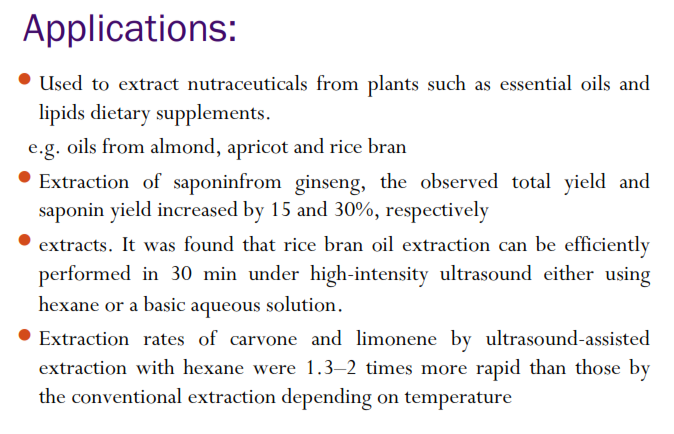 Applications:
Used to extract nutraceuticals from plants such as essential oils and
lipids dietary supplements.
e.g. oils from almond, apricot and rice bran
Extraction of saponinfrom ginseng, the observed total yield and
saponin yield increased by 15 and 30%, respectively
extracts. It was found that rice bran oil extraction can be efficiently
performed in 30 min under high-intensity ultrasound either using
hexane or a basic aqueous solution.
Extraction rates of carvone and limonene by ultrasound-assisted
extraction with hexane were 1.3–2 times more rapid than those by
the conventional extraction depending on temperature